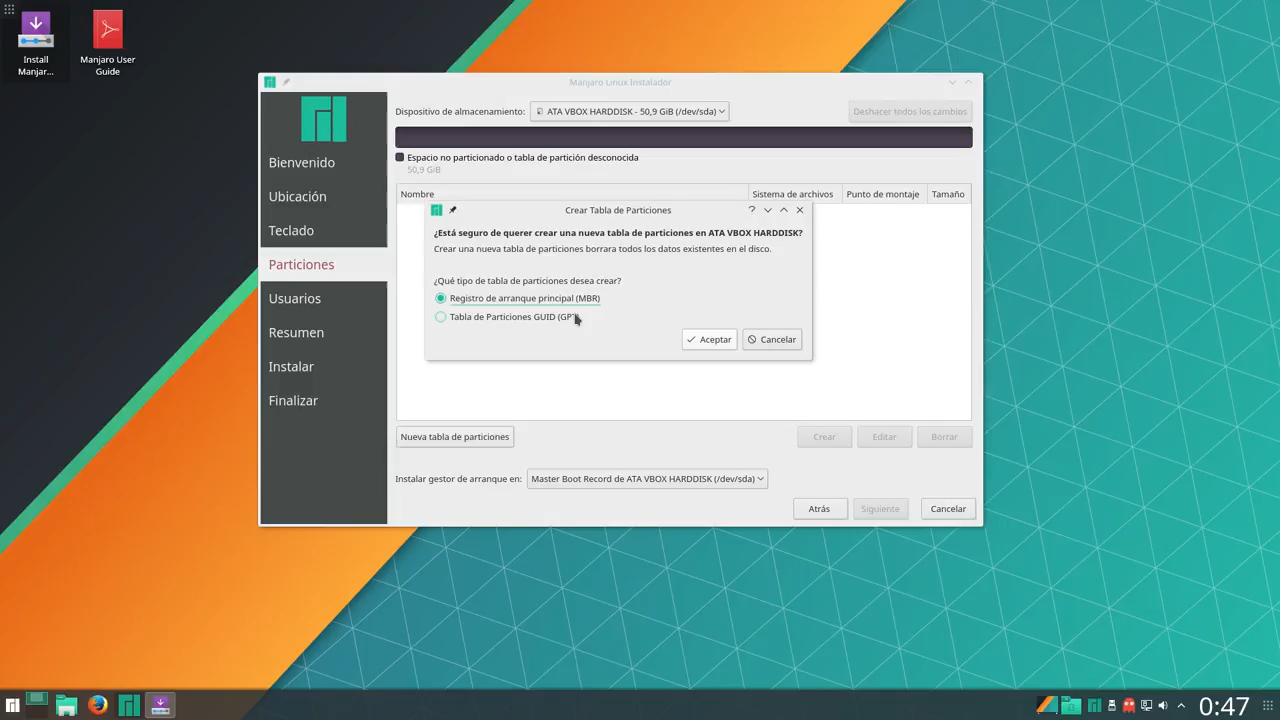 Install
Manjar...
Manjaro User
Guide
Manjaro Linux Instalador
Bienvenido
Ubicación
Teclado
Particiones
Usuarios
Resumen
Instalar
Finalizar
Dispositivo de almacenamiento: ATA VBOX HARDDISK - 50,9 GiB (/dev/sda) Deshacer todos los cambios
Espacio no particionado o tabla de partición desconocida
50,9 GiB
Nombre Sistema de archivos Punto de montaje Tamaño
Crear Tabla de Particiones
¿Está seguro de querer crear una nueva tabla de particiones en ATA VBOX HARDDISK?
Crear una nueva tabla de particiones borrara todos los datos existentes en el disco.
¿Qué tipo de tabla de particiones desea crear?
Registro de arranque principal (MBR)
Tabla de Particiones GUID (GPT)
Aceptar Cancelar
Nueva tabla de particiones Crear Editar Borrar
Instalar gestor de arranque en: Master Boot Record de ATA VBOX HARDDISK (/dev/sda)
Atrás Siguiente Cancelar
0:47